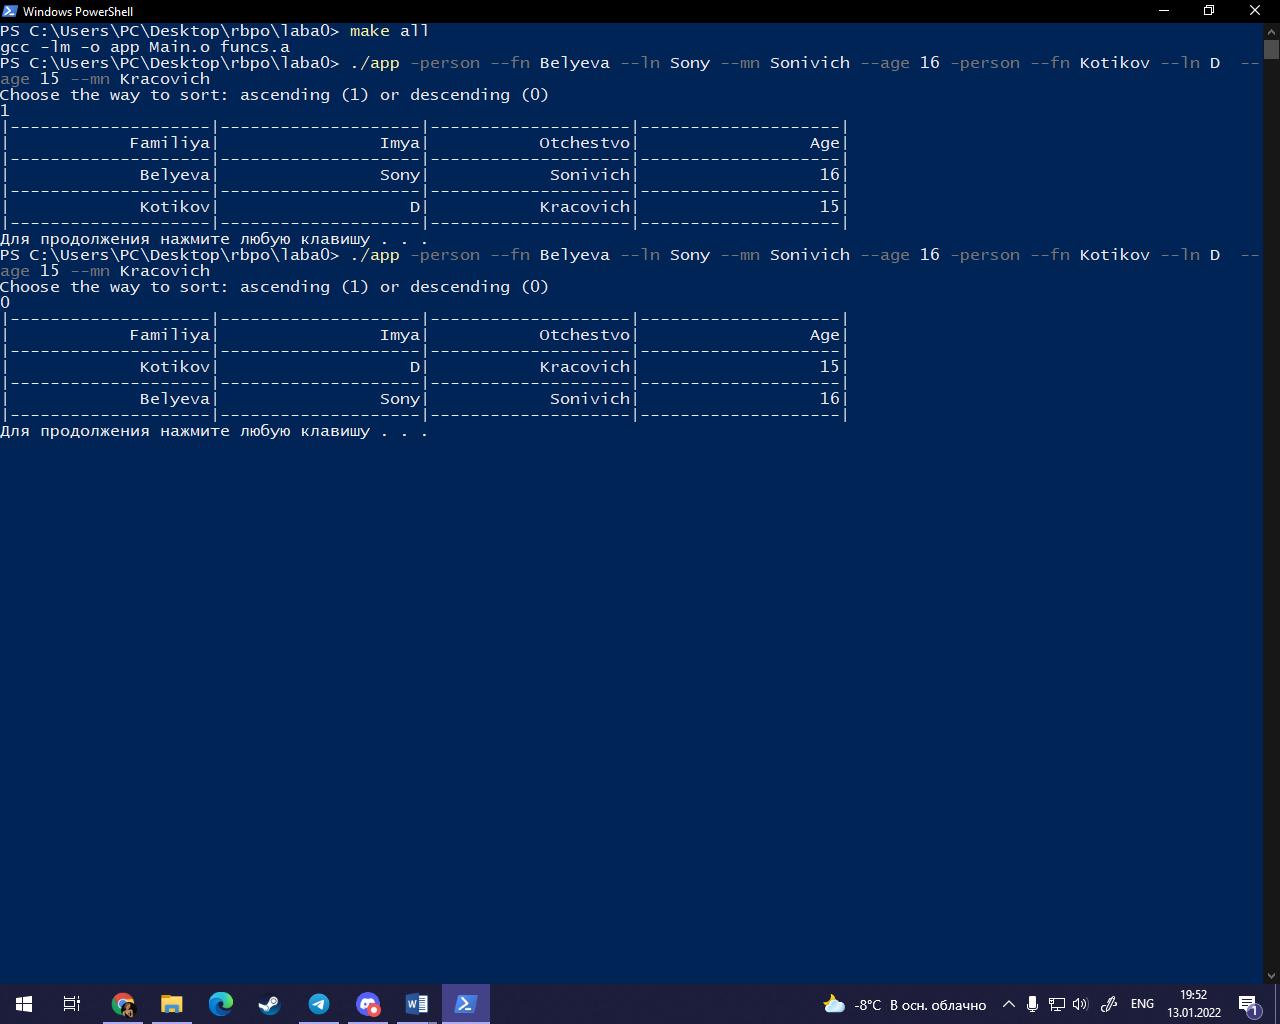 Windows PowerShell
PS C:\Users\PC\Desktop\rbpo\laba0> make all
gcc -lm -o app Main.o funcs.a
PS C:\Users\PC\Desktop\rbpo\laba0> ./app -person --fn Belyeva --ln Sony --mn Sonivich --age 16 -person --fn Kotikov --ln D  --
age 15 --mn Kracovich
Choose the way to sort: ascending (1) or descending (0)
1
|--------------------|--------------------|--------------------|--------------------|
|            Familiya|                Imya|           Otchestvo|                 Age|
|--------------------|--------------------|--------------------|--------------------|
|             Belyeva|                Sony|            Sonivich|                  16|
|--------------------|--------------------|--------------------|--------------------|
|             Kotikov|                   D|           Kracovich|                  15|
|--------------------|--------------------|--------------------|--------------------|
Для продолжения нажмите любую клавишу . . .
PS C:\Users\PC\Desktop\rbpo\laba0> ./app -person --fn Belyeva --ln Sony --mn Sonivich --age 16 -person --fn Kotikov --ln D  --
age 15 --mn Kracovich
Choose the way to sort: ascending (1) or descending (0)
0
|--------------------|--------------------|--------------------|--------------------|
|            Familiya|                Imya|           Otchestvo|                 Age|
|--------------------|--------------------|--------------------|--------------------|
|             Kotikov|                   D|           Kracovich|                  15|
|--------------------|--------------------|--------------------|--------------------|
|             Belyeva|                Sony|            Sonivich|                  16|
|--------------------|--------------------|--------------------|--------------------|
Для продолжения нажмите любую клавишу . . .
-8°C В осн. облачно
ENG
19:52
13.01.2022
1